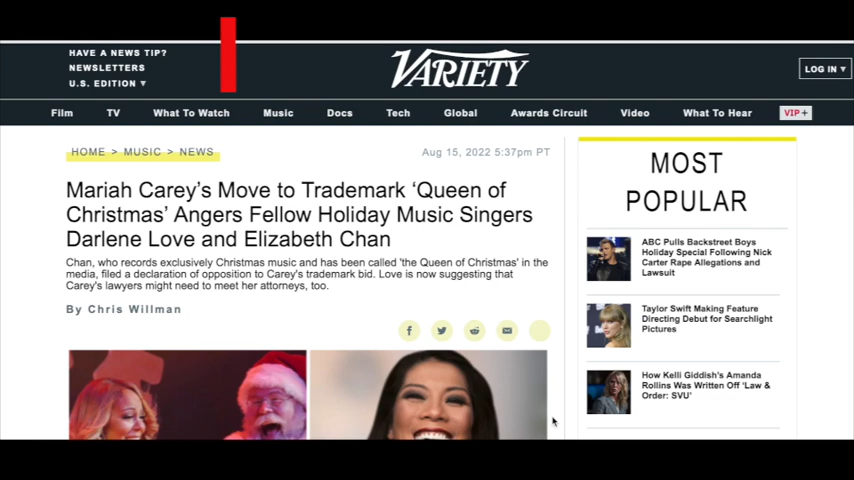 HAVE A NEWS TIP?
NEWSLETTERS
U.S. EDITION
VARIETY
LOG IN
Film TV What To Watch Music Docs Tech Global Awards Circuit Video What To Hear VIP+
HOME > MUSIC > NEWS
Aug 15, 2022 5:37pm PT
Mariah Carey's Move to Trademark 'Queen of
Christmas' Angers Fellow Holiday Music Singers
Darlene Love and Elizabeth Chan
Chan, who records exclusively Christmas music and has been called 'the Queen of Christmas' in the
media, filed a declaration of opposition to Carey's trademark bid. Love is now suggesting that
Carey's lawyers might need to meet her attorneys, too.
By Chris Willman
MOST
POPULAR
ABC Pulls Backstreet Boys
Holiday Special Following Nick
Carter Rape Allegations and
Lawsuit
Taylor Swift Making Feature
Directing Debut for Searchlight
Pictures
How Kelli Giddish's Amanda
Rollins Was Written Off 'Law &
Order: SVU'